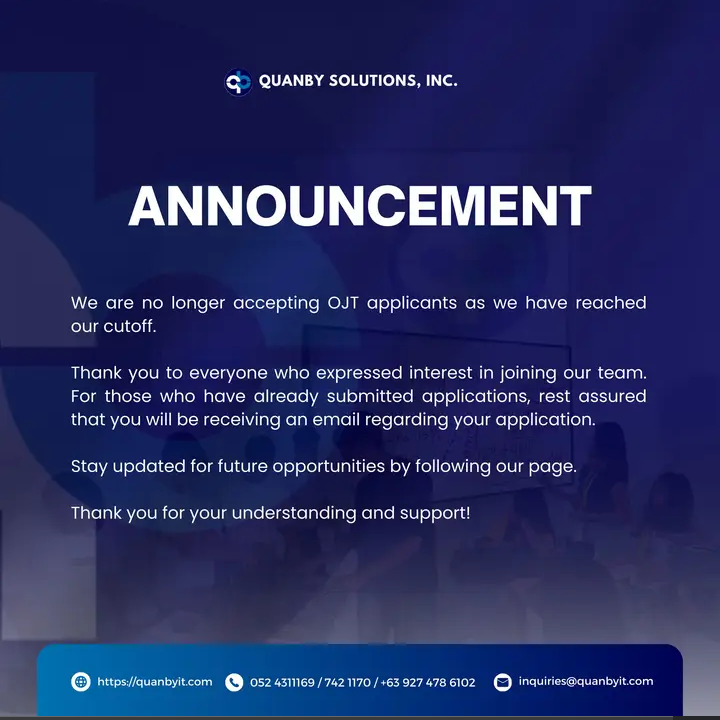 QUANBY SOLUTIONS, INC.
ANNOUNCEMENT
We are no longer accepting OJT applicants as we have reached
our cutoff.
Thank you to everyone who expressed interest in joining our team.
For those who have already submitted applications, rest assured
that you will be receiving an email regarding your application.
Stay updated for future opportunities by following our page.
Thank you for your understanding and support!
https://quanbyit.com 052 4311169 / 742 1170 / +63 927 478 6102 inquiries@quanbyit.com